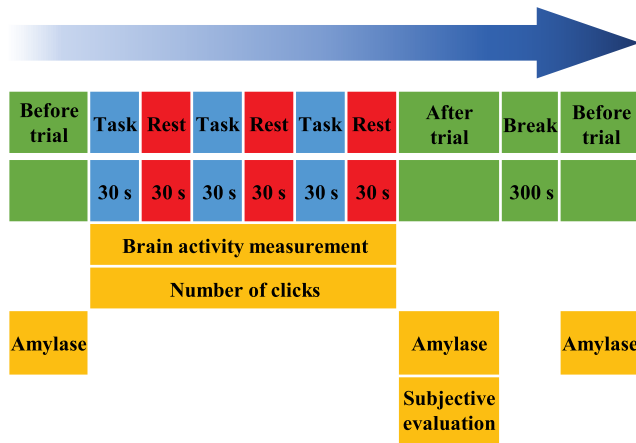 Before
trial
Task
Rest
Task
Rest
Task
Rest
After
trial
Break
Before
trial
30 s
30 s
30 s
30 s
30 s
30 s
300 s
Brain activity measurement
Number of clicks
Amylase
Amylase
Amylase
Subjective
evaluation